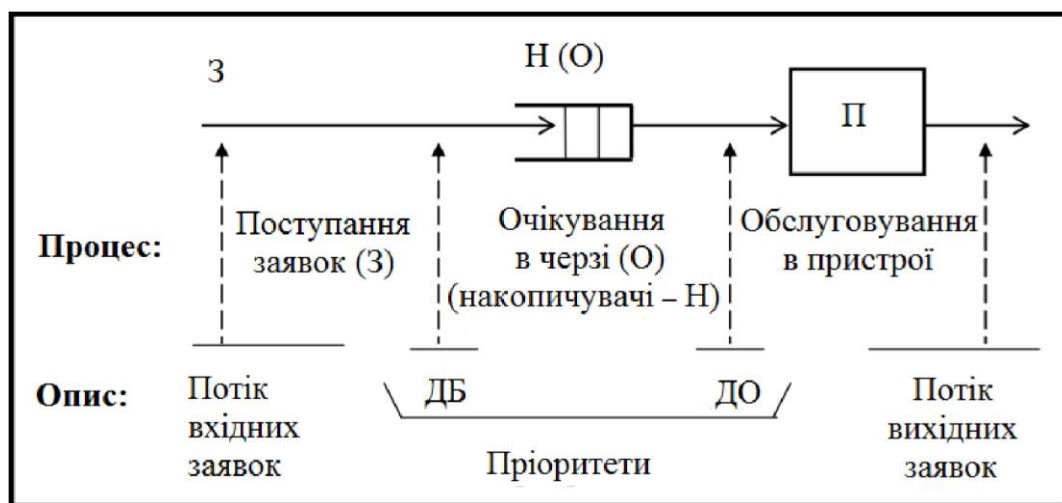 З
Н (О)
П
Процес:
Поступання
заявок (З)
Очікування
в черзі (О)
(накопичувачі – Н)
Обслуговування
в пристрої
Опис:
Потік
вхідних
заявок
ДБ
ДО
Пріоритети
Потік
вихідних
заявок